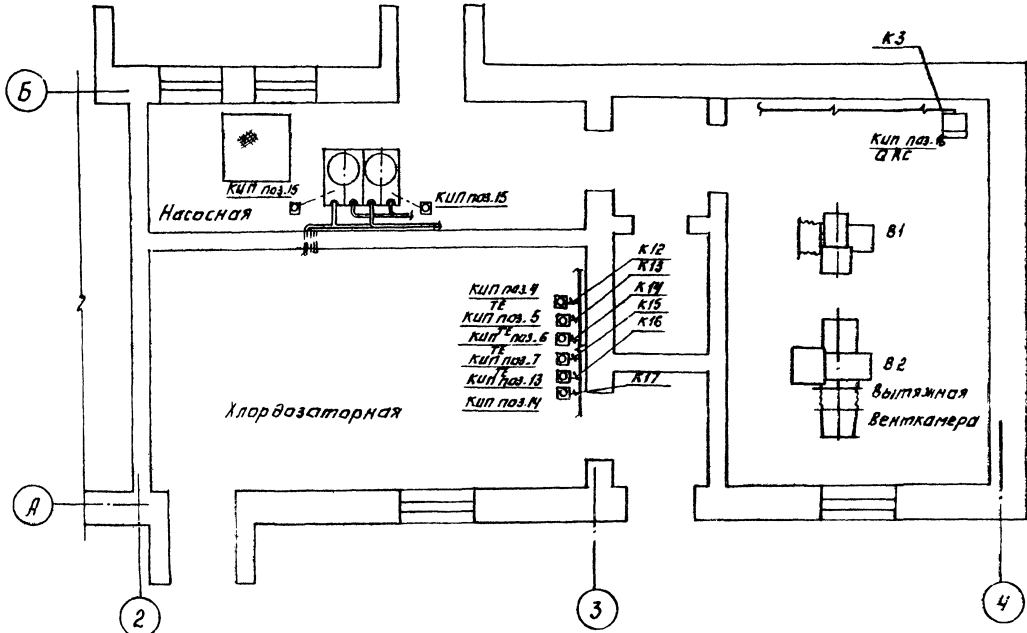 К3
Б
КИП поз.16
QRC
КИП поз.15
КИП поз.15
Насосная
В1
К12
К13
К14
К15
К16
К17
КИП поз.4
TE
КИП поз.5
TE
КИП поз.6
TE
КИП поз.7
TE
КИП поз.13
КИП поз.14
В2
Вытяжная
Венткамера
Хлордозаторная
А
2
3
4